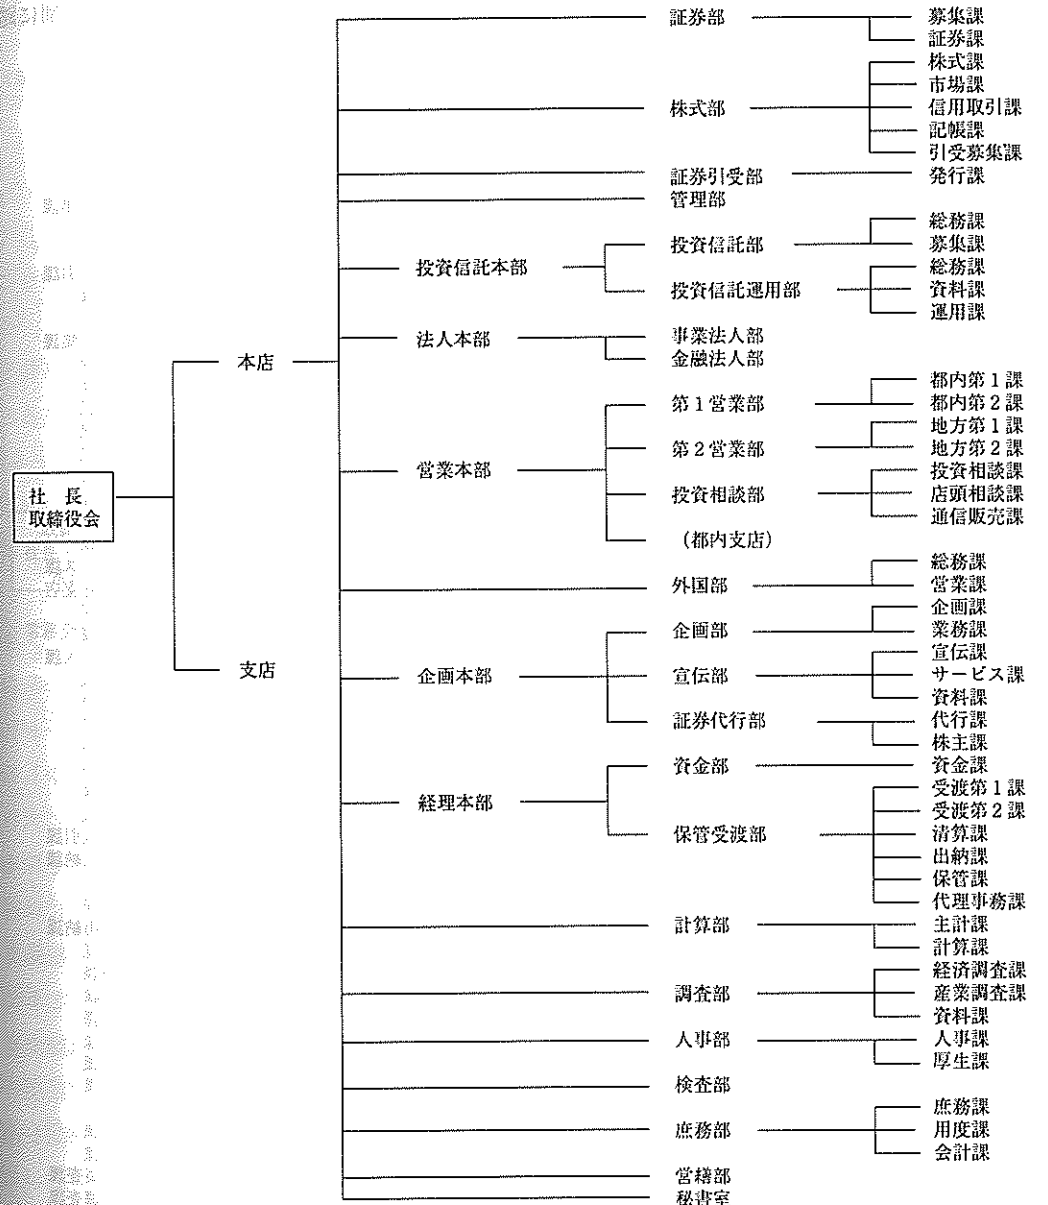 証券部
募集課
証券課
株式部
株式課
市場課
信用取引課
記帳課
引受募集課
証券引受部
発行課
管理部
投資信託本部
投資信託部
総務課
募集課
投資信託運用部
総務課
資料課
運用課
法人本部
事業法人部
金融法人部
本店
営業本部
第1営業部
都内第1課
都内第2課
第2営業部
地方第1課
地方第2課
投資相談部
投資相談課
店頭相談課
通信販売課
(都内支店)
社長
取締役会
外国部
総務課
営業課
支店
企画本部
企画部
企画課
業務課
宣伝部
宣伝課
サービス課
資料課
証券代行部
代行課
株主課
経理本部
資金部
資金課
保管受渡部
受渡第1課
受渡第2課
清算課
出納課
保管課
代理事務課
計算部
主計課
計算課
調査部
経済調査課
産業調査課
資料課
人事部
人事課
厚生課
検査部
庶務部
庶務課
用度課
会計課
営繕部
秘書室